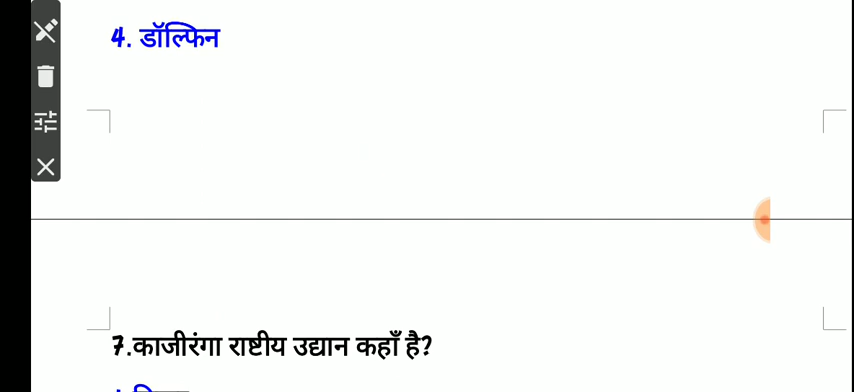 4. डॉल्फिन
7.काजीरंगा राष्टीय उद्यान कहाँ है?